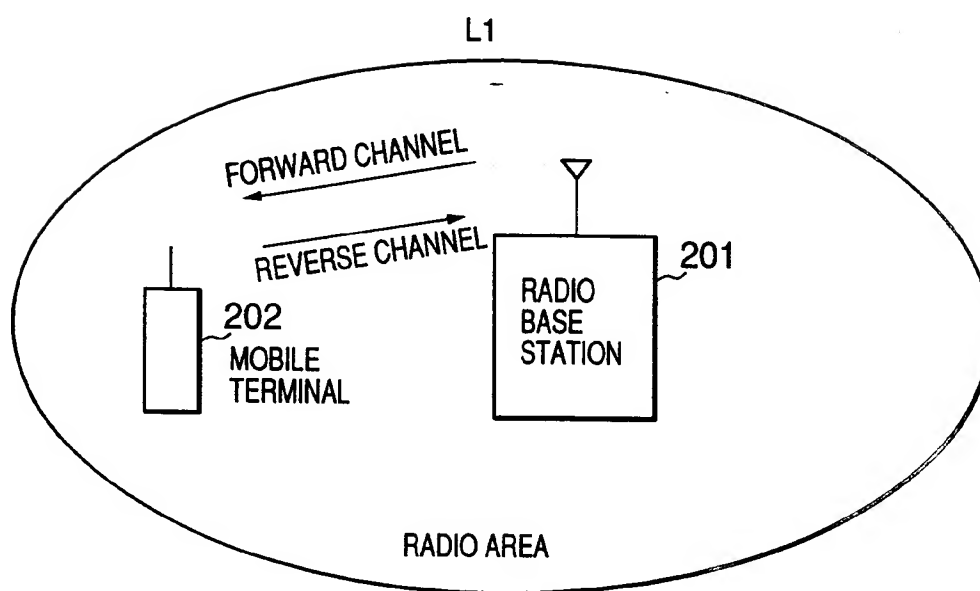 L1
FORWARD CHANNEL
REVERSE CHANNEL
201
RADIO
BASE
STATION
202
MOBILE
TERMINAL
RADIO AREA